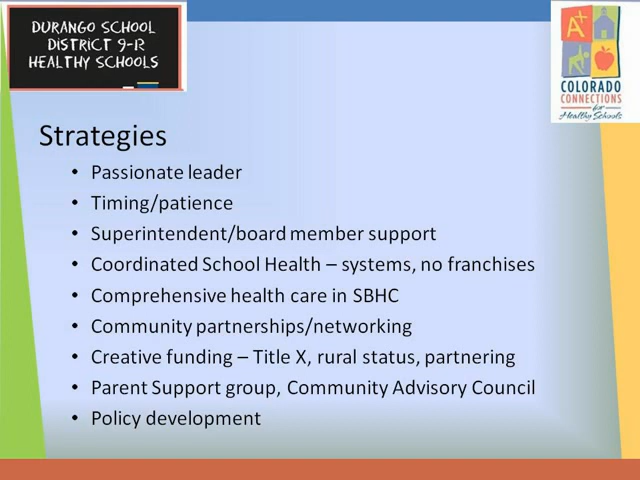 DURANGO SCHOOL
DISTRICT 9-R
HEALTHY SCHOOLS
A+
COLORADO
CONNECTIONS
for
Healthy Schools
Strategies
• Passionate leader
• Timing/patience
• Superintendent/board member support
• Coordinated School Health – systems, no franchises
• Comprehensive health care in SBHC
• Community partnerships/networking
• Creative funding – Title X, rural status, partnering
• Parent Support group, Community Advisory Council
• Policy development